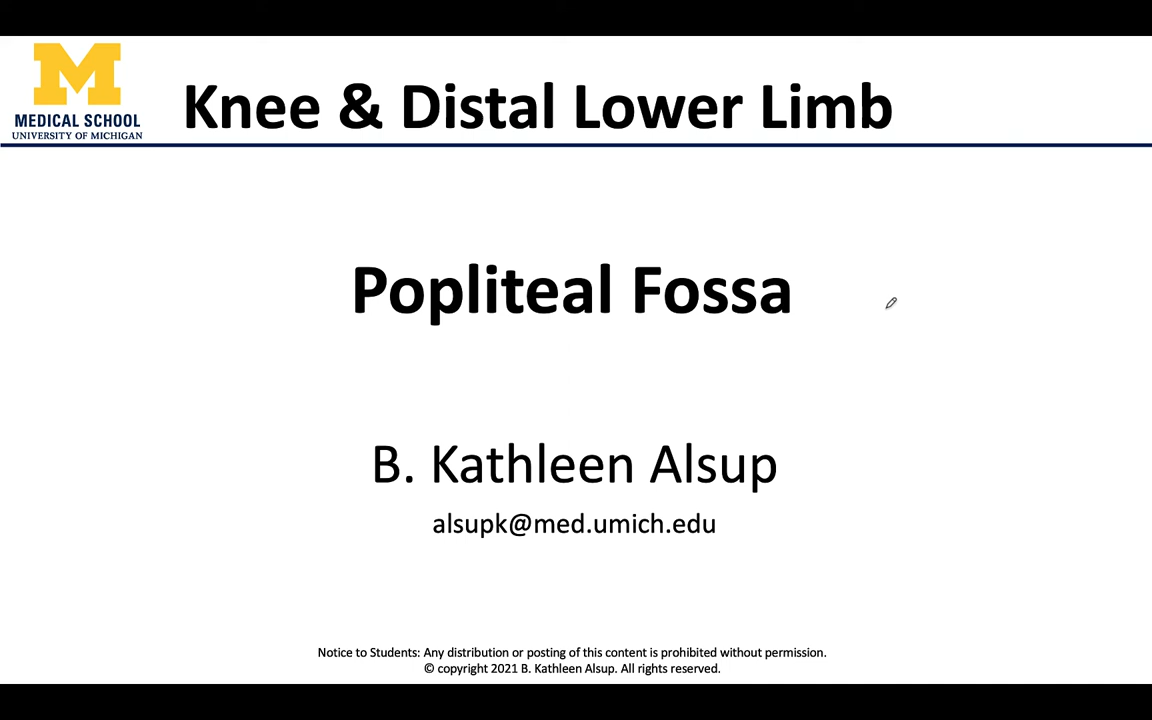 MEDICAL SCHOOL
UNIVERSITY OF MICHIGAN
Knee & Distal Lower Limb
Popliteal Fossa
B. Kathleen Alsup
alsupk@med.umich.edu
Notice to Students: Any distribution or posting of this content is prohibited without permission.
© copyright 2021 B. Kathleen Alsup. All rights reserved.